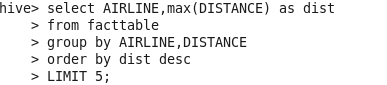 hive> select AIRLINE,max(DISTANCE) as dist
> from facttable
> group by AIRLINE,DISTANCE
> order by dist desc
> LIMIT 5;